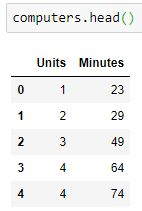 computers.head()
Units Minutes
0 1 23
1 2 29
2 3 49
3 4 64
4 4 74